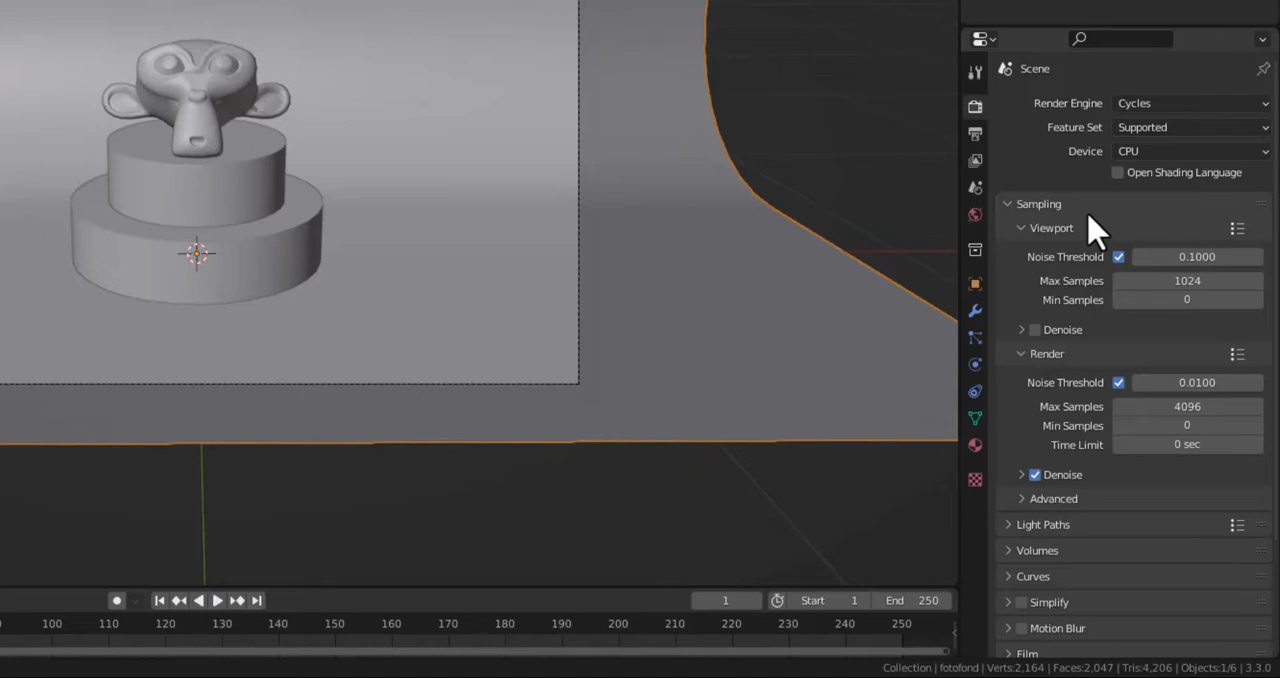 Scene
Render Engine Cycles
Feature Set Supported
Device CPU
Open Shading Language
Sampling
Viewport
Noise Threshold 0.1000
Max Samples 1024
Min Samples 0
Denoise
Render
Noise Threshold 0.0100
Max Samples 4096
Min Samples 0
Time Limit 0 sec
Denoise
Advanced
Light Paths
Volumes
Curves
Simplify
Motion Blur
Film
1 Start 1 End 250
100 110 120 130 140 150 160 170 180 190 200 210 220 230 240 250
Collection | fotofond | Verts:2,164 | Faces:2,047 | Tris:4,206 | Objects:1/6 | 3.3.0